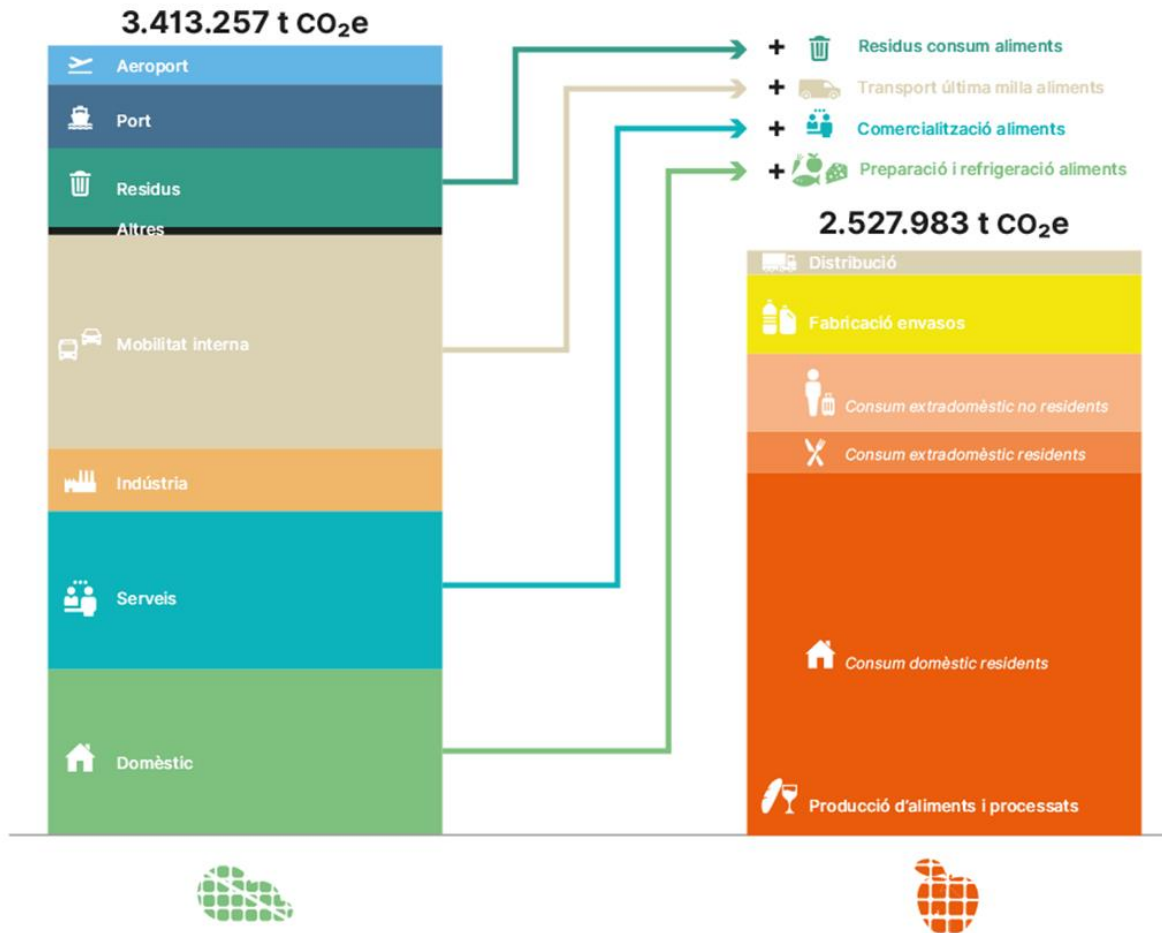 3.413.257 t CO₂e
Aeroport
Port
Residus
Altres
Mobilitat interna
Indústria
Serveis
Domèstic
+ Residus consum aliments
+ Transport última milla aliments
+ Comercialització aliments
+ Preparació i refrigeració aliments
2.527.983 t CO₂e
Distribució
Fabricació envasos
Consum extradomèstic no residents
Consum extradomèstic residents
Consum domèstic residents
Producció d'aliments i processats